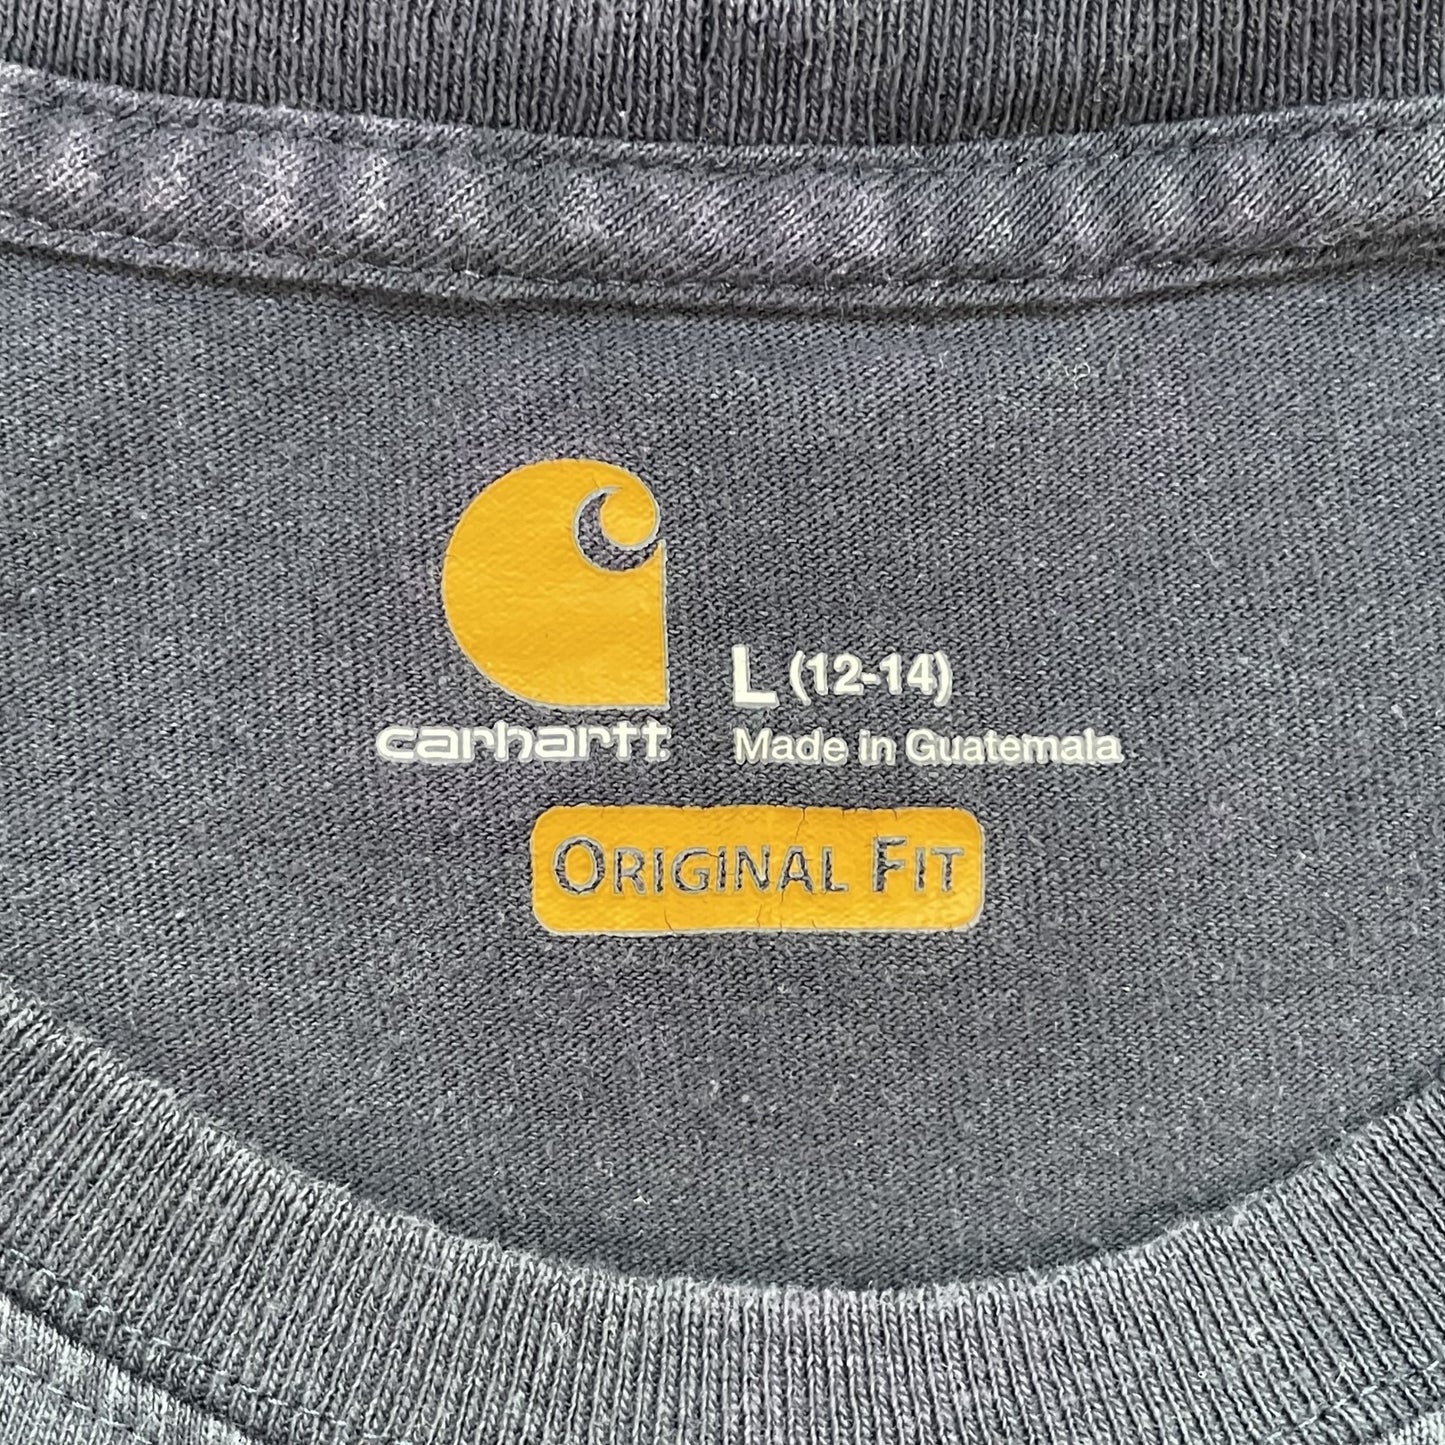 carhartt
L (12-14)
Made in Guatemala
ORIGINAL FIT